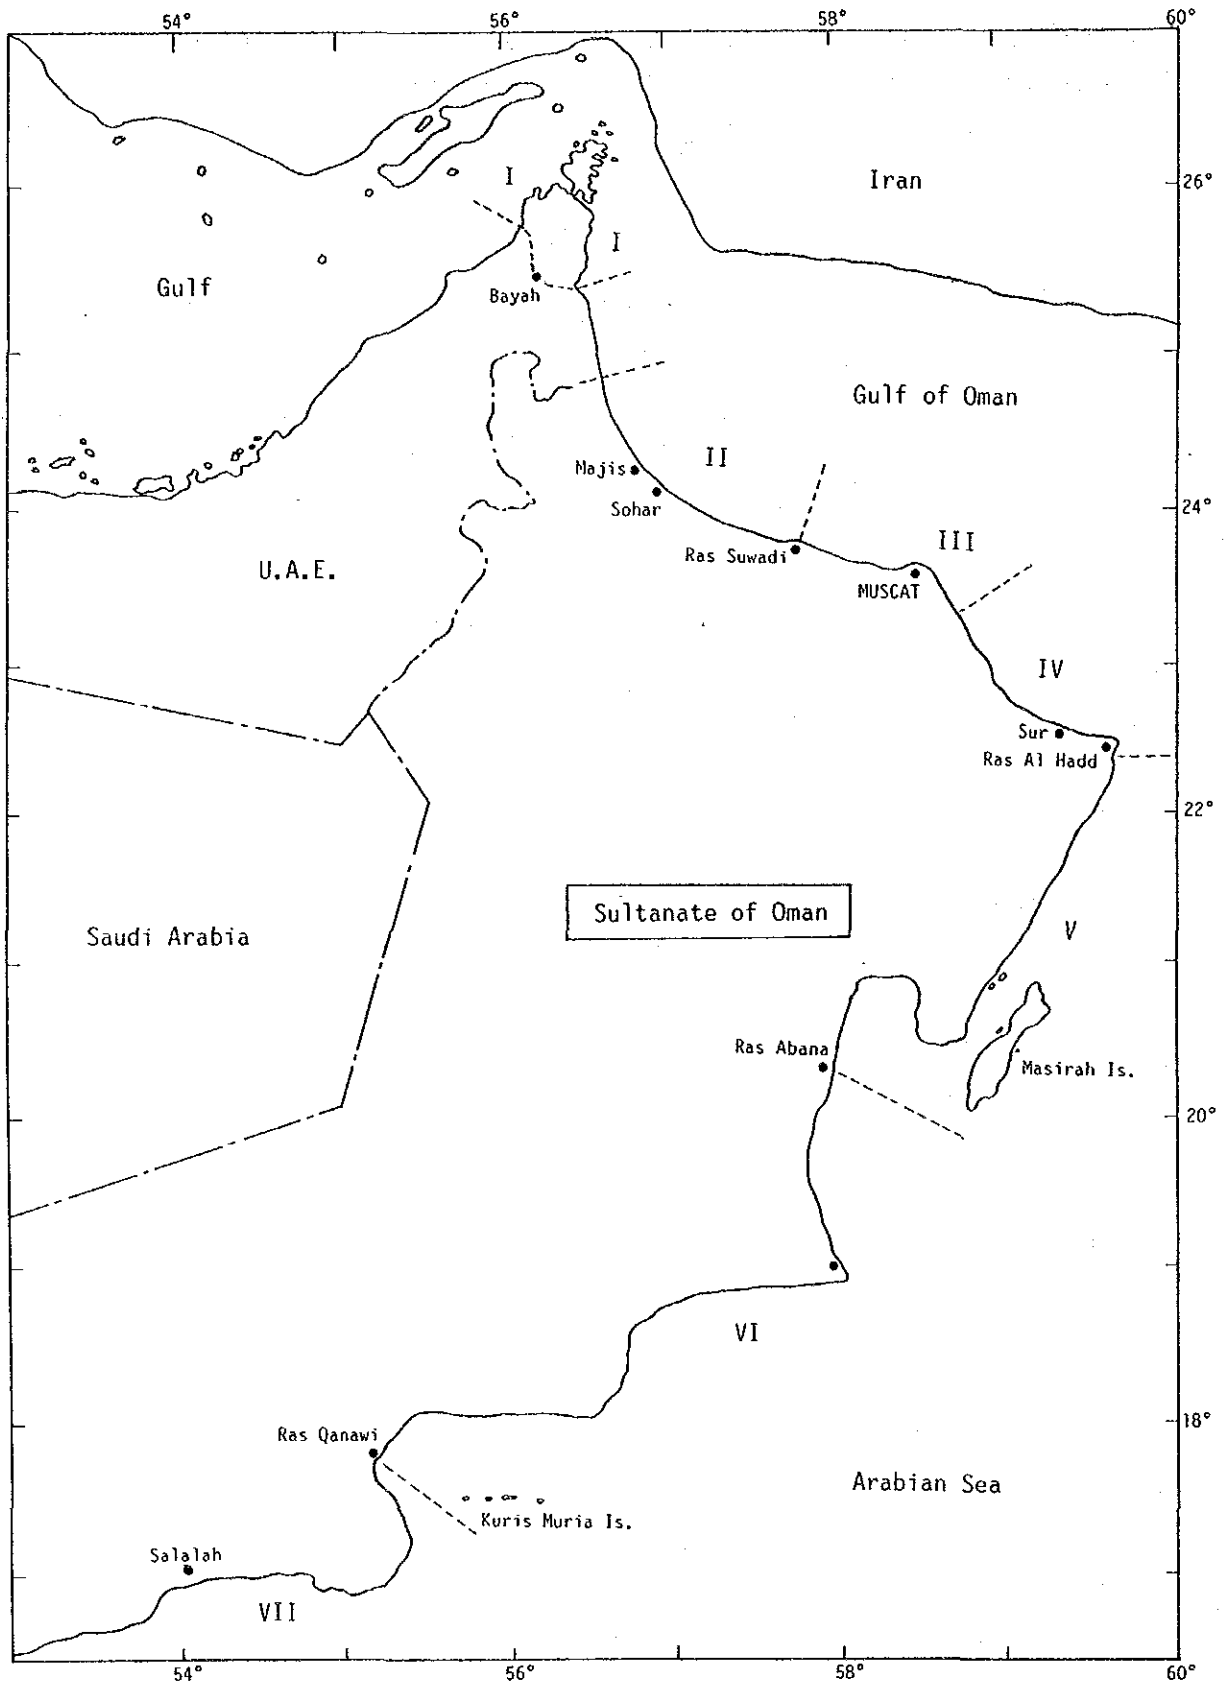 54°
56°
58°
60°
Iran
26°
I
I
Gulf
Bayah
Gulf of Oman
II
Majis
Sohar
24°
III
Ras Suwadi
U.A.E.
MUSCAT
IV
Sur
Ras Al Hadd
22°
Sultanate of Oman
Saudi Arabia
V
Ras Abana
Masirah Is.
20°
VI
18°
Ras Qanawi
Arabian Sea
Kuris Muria Is.
Salalah
VII
54°
56°
58°
60°